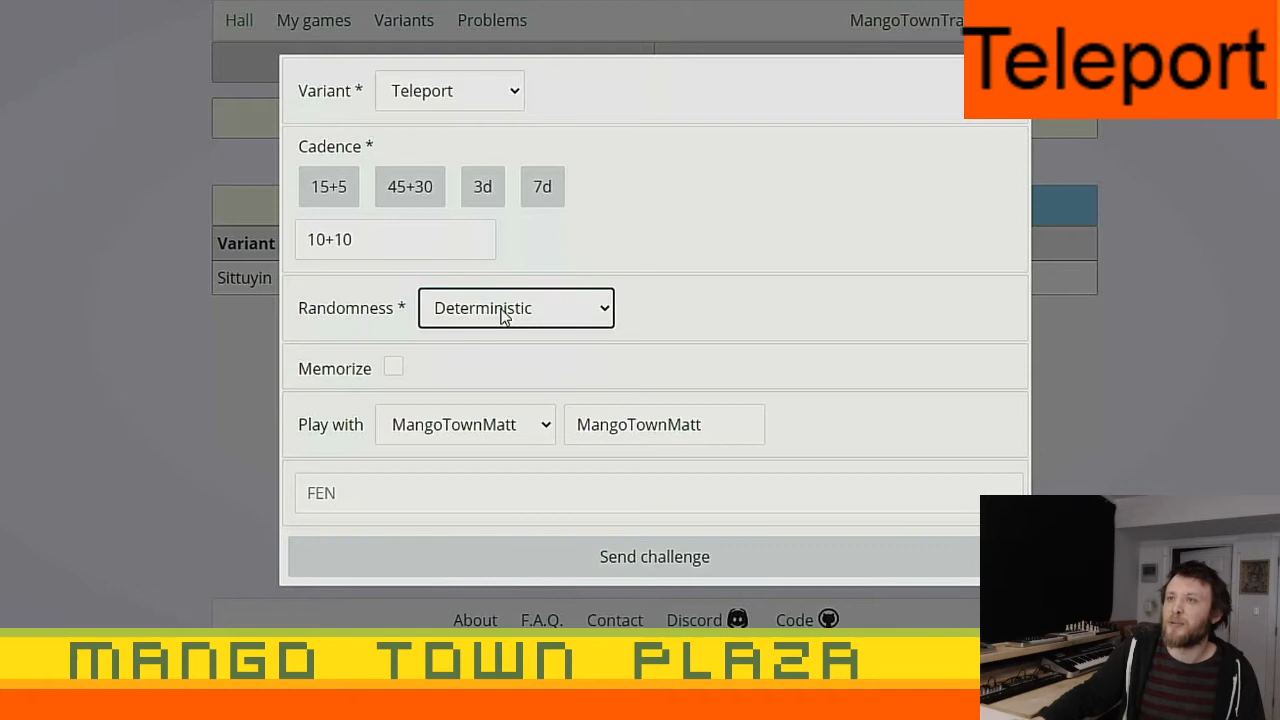 Hall My games Variants Problems MangoTownTra
Teleport
Variant * Teleport
Cadence *
15+5 45+30 3d 7d
10+10
Variant
Sittuyin
Randomness * Deterministic
Memorize
Play with MangoTownMatt MangoTownMatt
FEN
Send challenge
About F.A.Q. Contact Discord Code
MANGO TOWN PLAZA